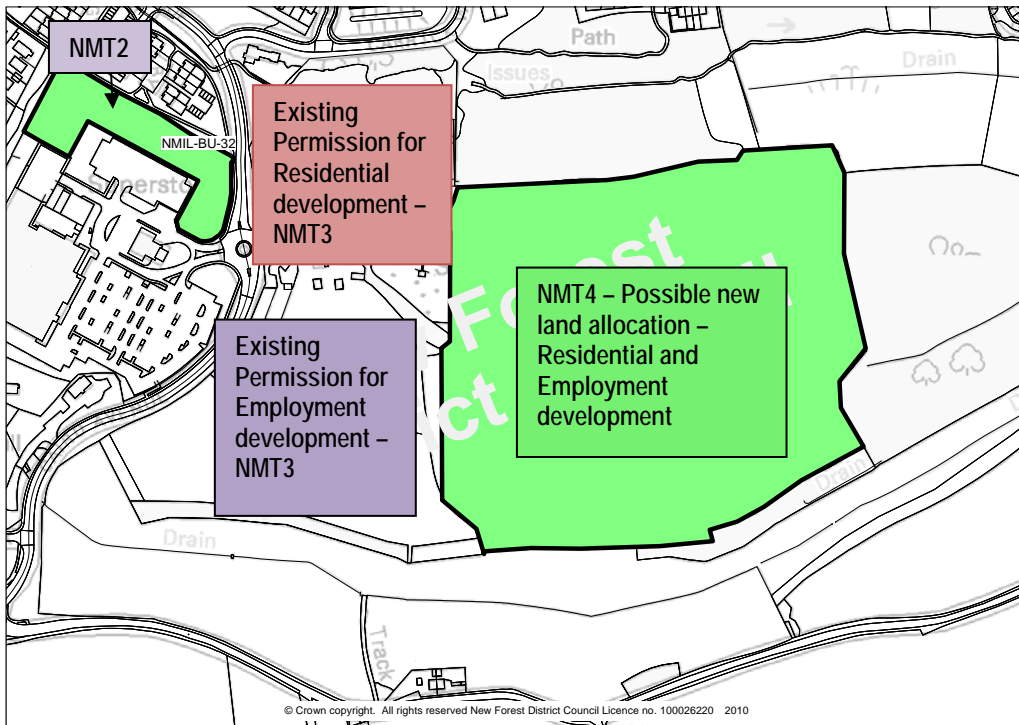 NMT2
Path
Issues
Drain
NMIL-BU-32
Existing
Permission for
Residential
development –
NMT3
Existing
Permission for
Employment
development –
NMT3
NMT4 – Possible new
land allocation –
Residential and
Employment
development
Drain
Drain
Track
© Crown copyright. All rights reserved New Forest District Council Licence no. 100026220 2010